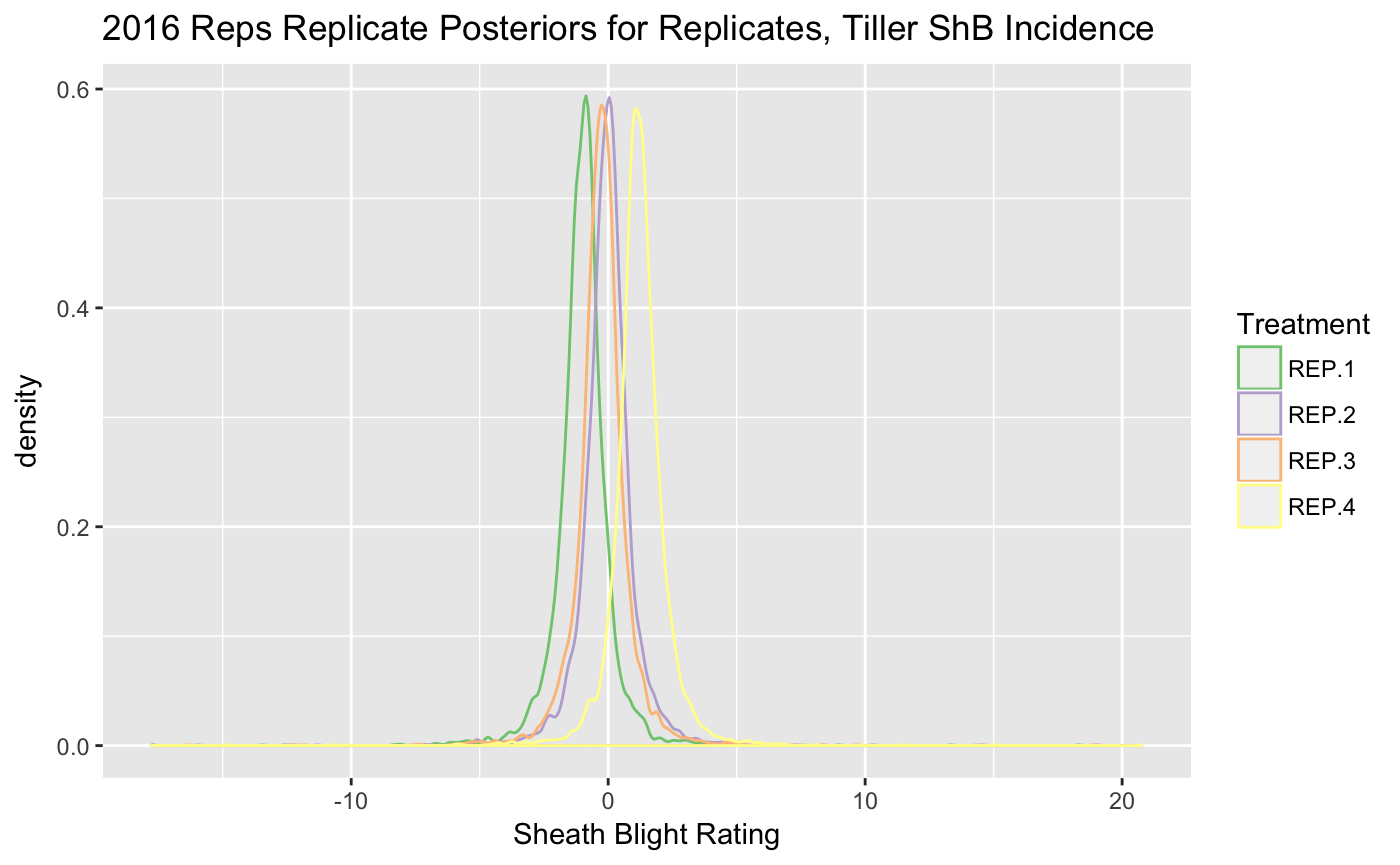 2016 Reps Replicate Posteriors for Replicates, Tiller ShB Incidence
0.6
0.4
0.2
0.0
density
-10
0
10
20
Sheath Blight Rating
Treatment
REP.1
REP.2
REP.3
REP.4